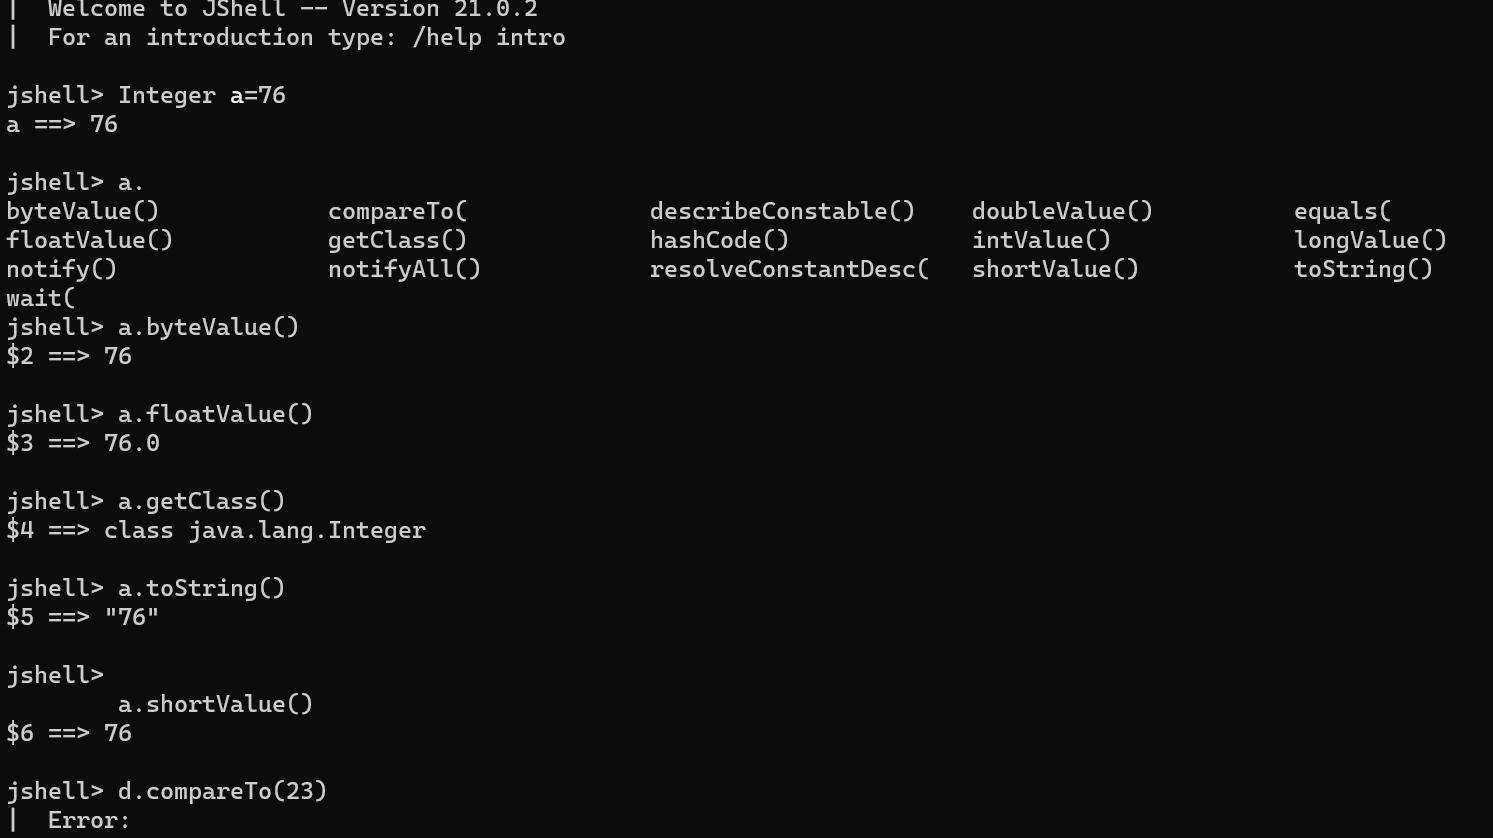 |  Welcome to JShell -- Version 21.0.2
|  For an introduction type: /help intro
jshell> Integer a=76
a ==> 76
jshell> a.
byteValue()            compareTo(             describeConstable()    doubleValue()          equals(
floatValue()           getClass()             hashCode()             intValue()             longValue()
notify()               notifyAll()            resolveConstantDesc(   shortValue()           toString()
wait(
jshell> a.byteValue()
$2 ==> 76
jshell> a.floatValue()
$3 ==> 76.0
jshell> a.getClass()
$4 ==> class java.lang.Integer
jshell> a.toString()
$5 ==> "76"
jshell>
        a.shortValue()
$6 ==> 76
jshell> d.compareTo(23)
|  Error: